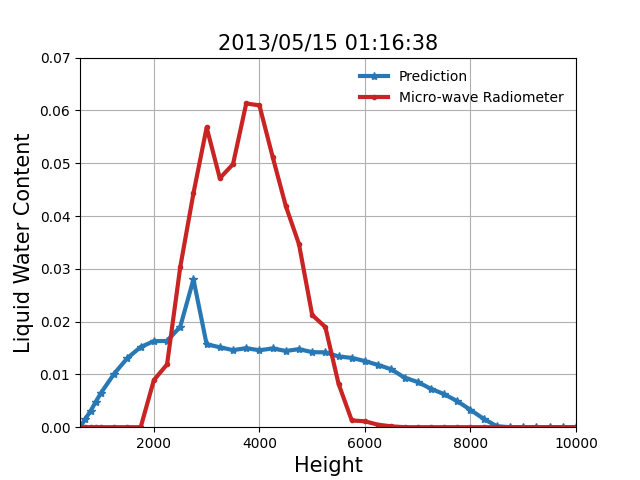 2013/05/15 01:16:38
0.07
0.06
0.05
0.04
0.03
0.02
0.01
0.00
Liquid Water Content
Prediction
Micro-wave Radiometer
2000 4000 6000 8000 10000
Height